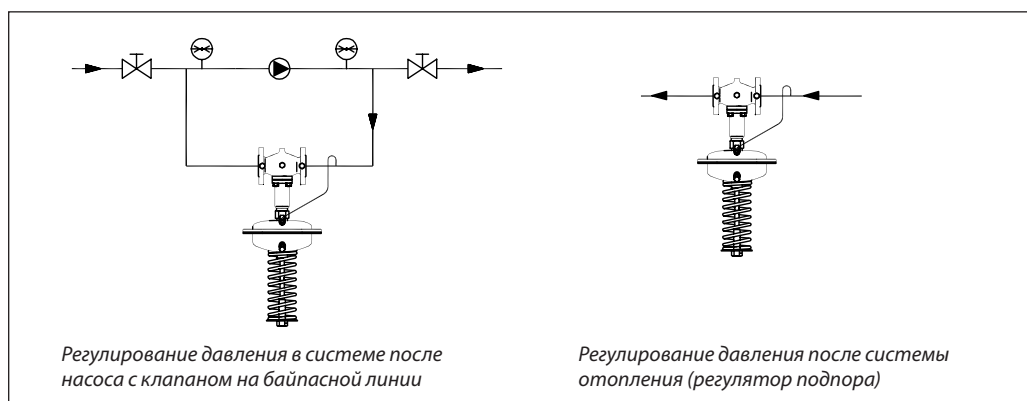 Регулирование давления в системе после
насоса с клапаном на байпасной линии
Регулирование давления после системы
отопления (регулятор подпора)